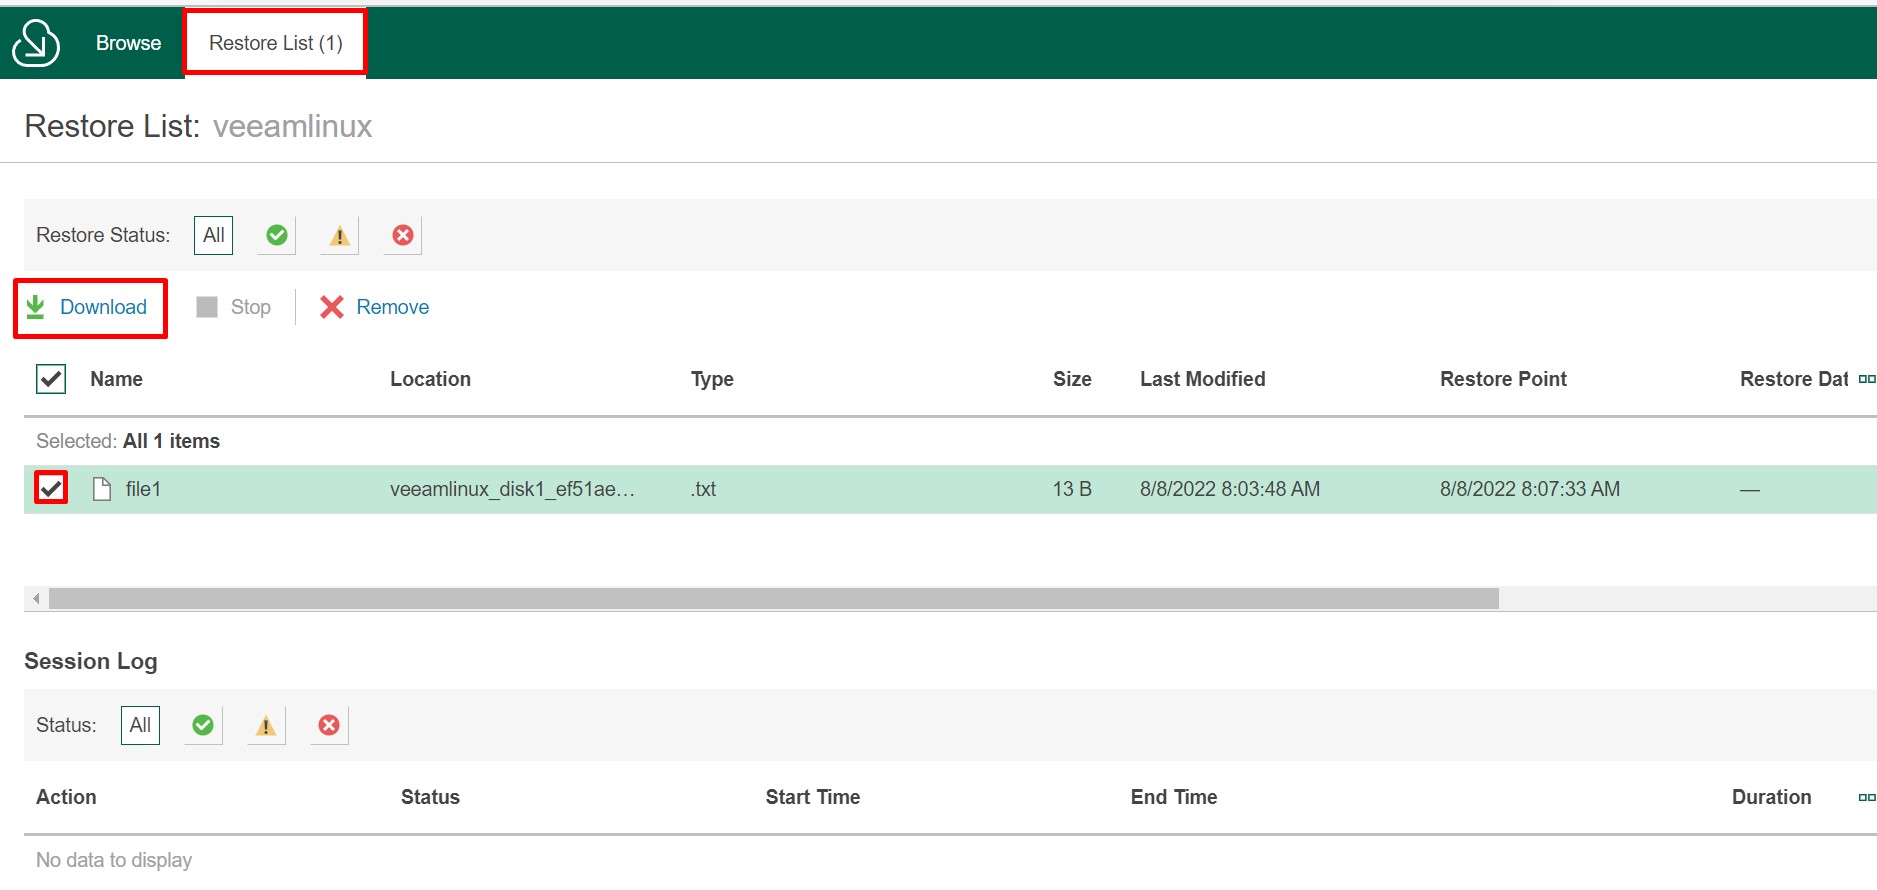 Browse Restore List (1)
Restore List: veeamlinux
Restore Status: All
Download Stop Remove
Name Location Type Size Last Modified Restore Point Restore Dat
Selected: All 1 items
file1 veeamlinux_disk1_ef51ae… .txt 13 B 8/8/2022 8:03:48 AM 8/8/2022 8:07:33 AM —
Session Log
Status: All
Action Status Start Time End Time Duration
No data to display